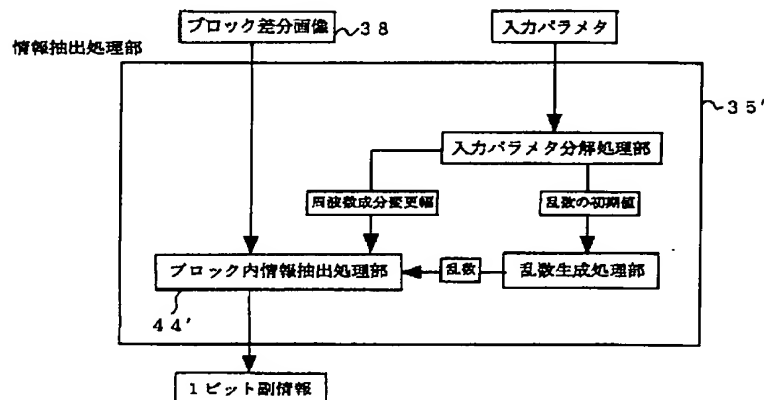 ブロック差分画像
38
入力パラメタ
情報抽出処理部
35'
入力パラメタ分解処理部
周波数成分変更幅
乱数の初期値
ブロック内情報抽出処理部
乱数
乱数生成処理部
44'
1ビット副情報